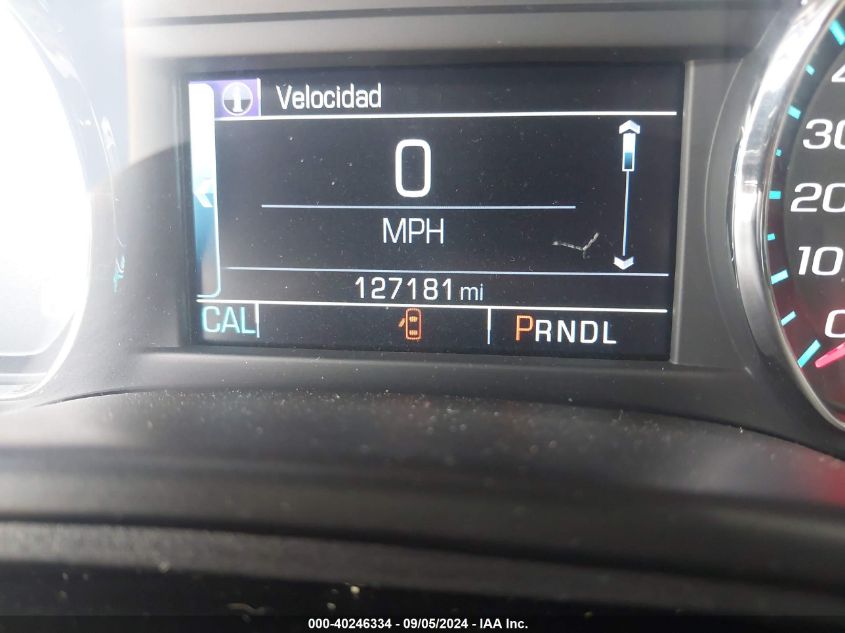 Velocidad
0
MPH
127181 mi
CAL
PRNDL
30
20
10
0
000-40246334 - 09/05/2024 - IAA Inc.